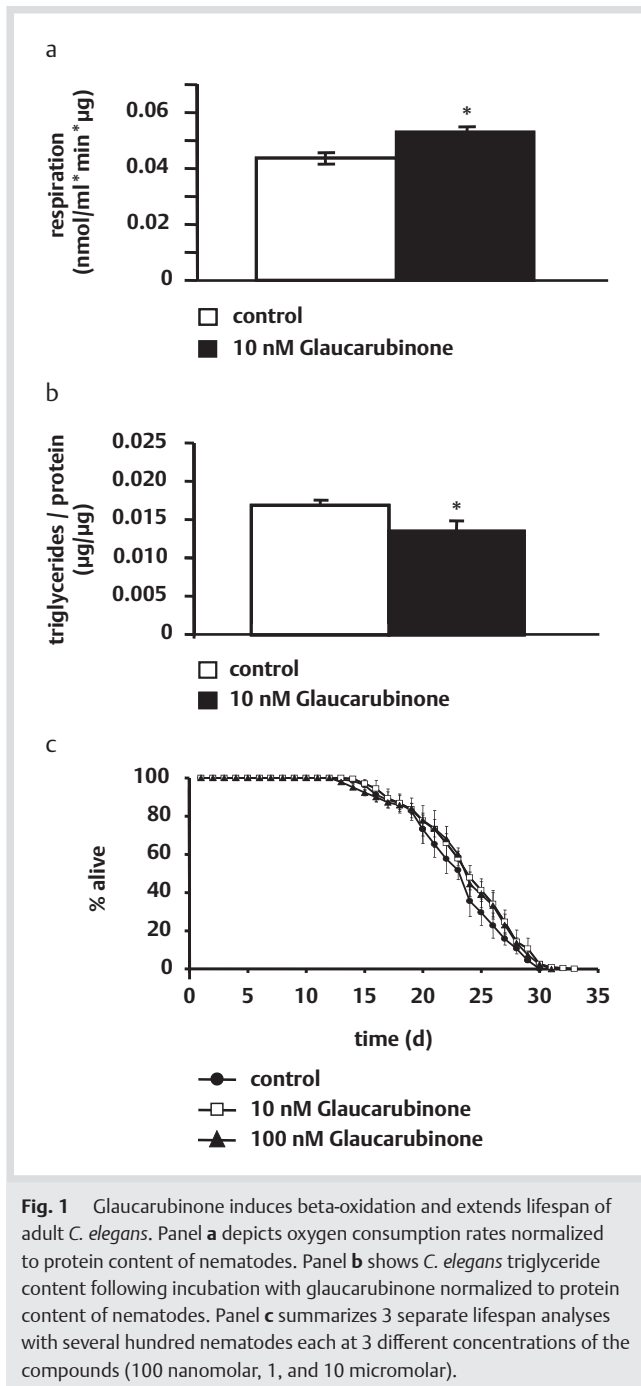 a
respiration
(nmol/ml*min*µg)
0.06
0.04
0.02
0
*
control
10 nM Glaucarubinone
b
triglycerides / protein
(µg/µg)
0.025
0.020
0.015
0.010
0.005
0
*
control
10 nM Glaucarubinone
c
% alive
100
80
60
40
20
0
0 5 10 15 20 25 30 35
time (d)
control
10 nM Glaucarubinone
100 nM Glaucarubinone
Fig. 1 Glaucarubinone induces beta-oxidation and extends lifespan of
adult C. elegans. Panel a depicts oxygen consumption rates normalized
to protein content of nematodes. Panel b shows C. elegans triglyceride
content following incubation with glaucarubinone normalized to protein
content of nematodes. Panel c summarizes 3 separate lifespan analyses
with several hundred nematodes each at 3 different concentrations of the
compounds (100 nanomolar, 1, and 10 micromolar).